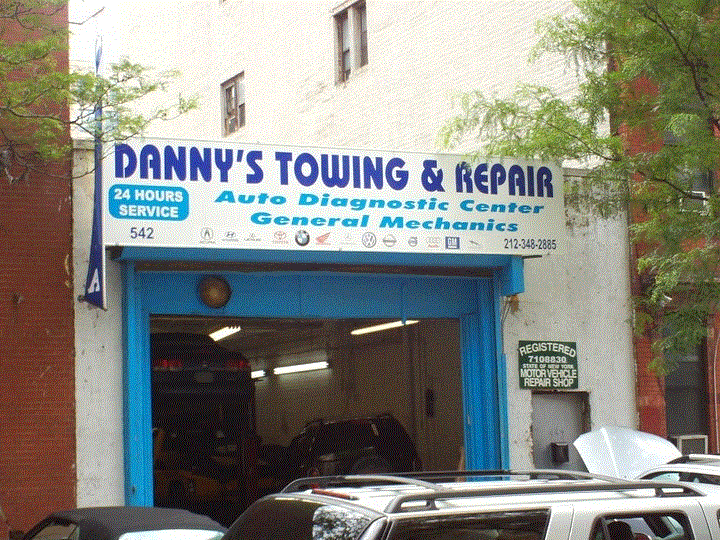 DANNY'S TOWING & REPAIR
24 HOURS
SERVICE
Auto Diagnostic Center
General Mechanics
542
212-348-2885
REGISTERED
7108830
STATE OF NEW YORK
MOTOR VEHICLE
REPAIR SHOP
A